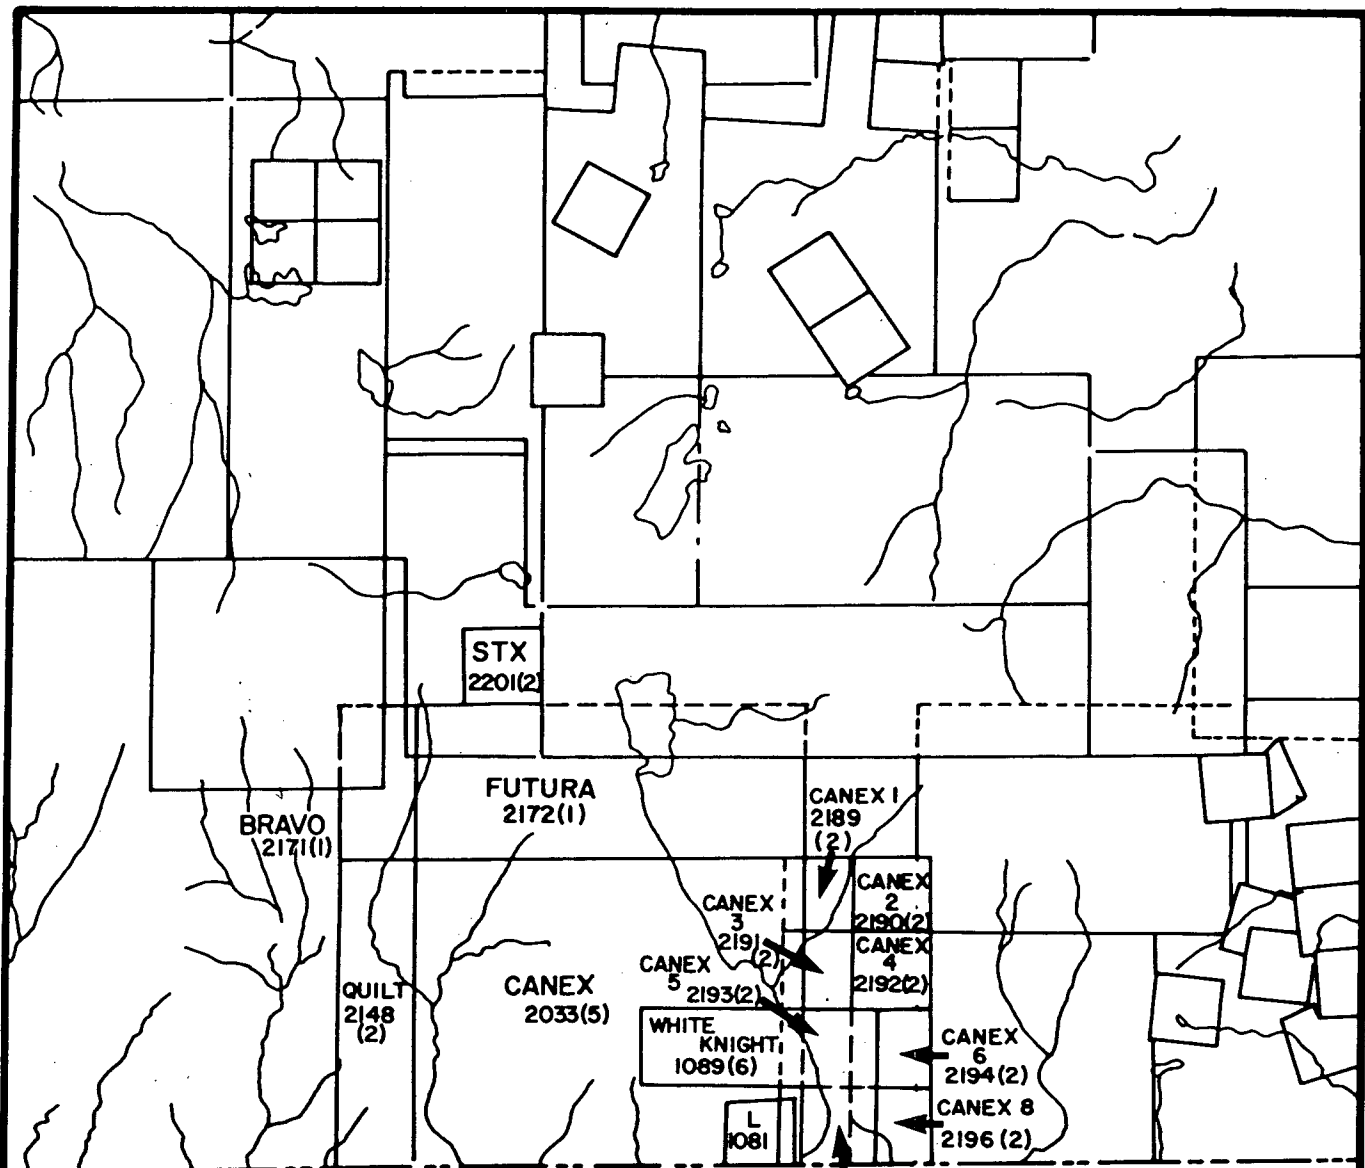 STX
2201(2)
FUTURA
2172(1)
BRAVO
2171(1)
CANEX 1
2189
(2)
CANEX
2
2190(2)
CANEX
3
2191
(2)
CANEX
4
2192(2)
CANEX
5
2193(2)
QUILT
2148
(2)
CANEX
2033(5)
WHITE
KNIGHT
1089(6)
CANEX
6
2194(2)
CANEX 8
2196(2)
L
1081